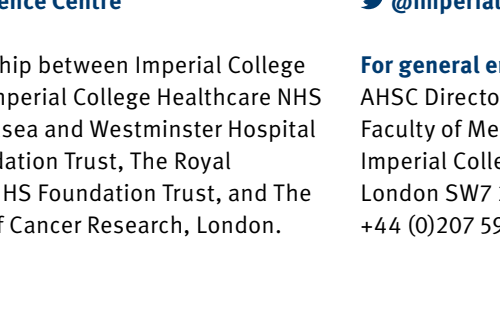 ence Centre
hip between Imperial College
mperial College Healthcare NHS
sea and Westminster Hospital
dation Trust, The Royal
HS Foundation Trust, and The
f Cancer Research, London.
@imperial
For general e
AHSC Directo
Faculty of Me
Imperial Colle
London SW7
+44 (0)207 59